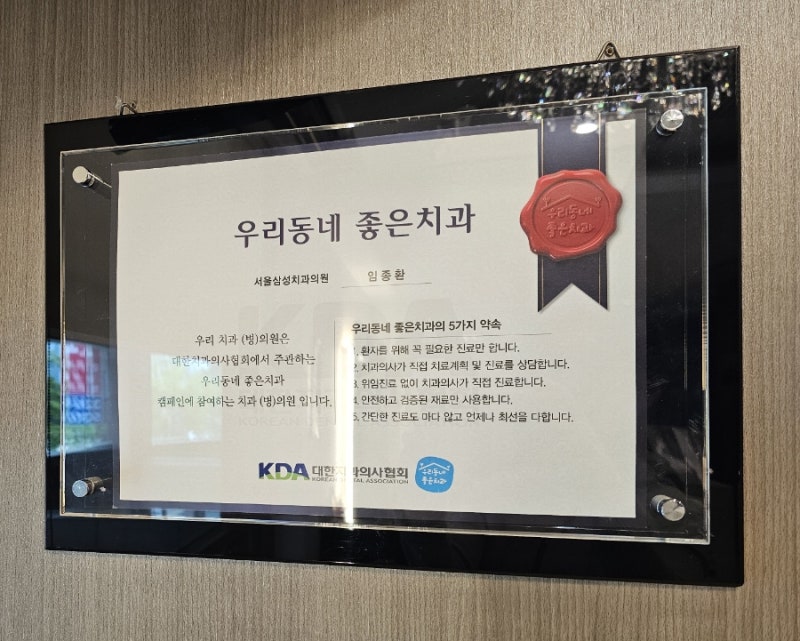 우리동네 좋은치과
우리동네
좋은치과
서울삼성치과의원 임종환
우리 치과 (병)의원은
대한치과의사협회에서 주관하는
우리동네 좋은치과
캠페인에 참여하는 치과 (병)의원 입니다.
우리동네 좋은치과의 5가지 약속
1. 환자를 위해 꼭 필요한 진료만 합니다.
2. 치과의사가 직접 치료계획 및 진료를 상담합니다.
3. 위임진료 없이 치과의사가 직접 진료합니다.
4. 안전하고 검증된 재료만 사용합니다.
5. 간단한 진료도 마다 않고 언제나 최선을 다합니다.
KDA 대한치과의사협회
KOREAN DENTAL ASSOCIATION
우리동네
좋은치과